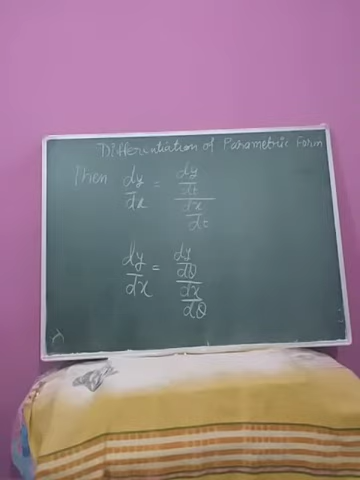 Differentiation of Parametric Form
Then dy/dx = (dy/dt)/(dx/dt)
dy/dx = (dy/dθ)/(dx/dθ)